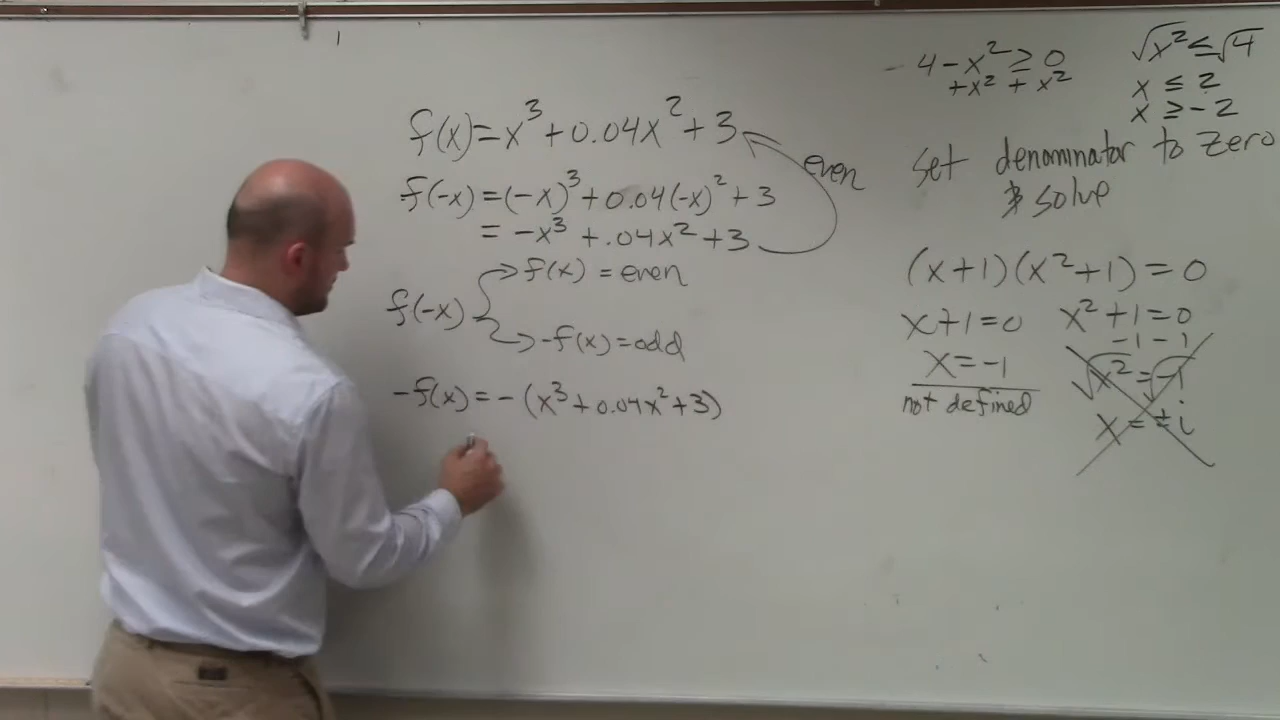 f(x) = x³ + 0.04x² + 3
even
f(-x) = (-x)³ + 0.04(-x)² + 3
= -x³ + .04x² + 3
f(x) = even
f(-x)
-f(x) = odd
-f(x) = - (x³ + 0.04x² + 3)
4 - x² ≥ 0
+x² + x²
√x² ≤ √4
x ≤ 2
x ≥ -2
Set denominator to zero
& solve
(x+1)(x²+1) = 0
x+1=0
x = -1
not defined
x²+1=0
-1 -1
√x² = √-1
x = ±i